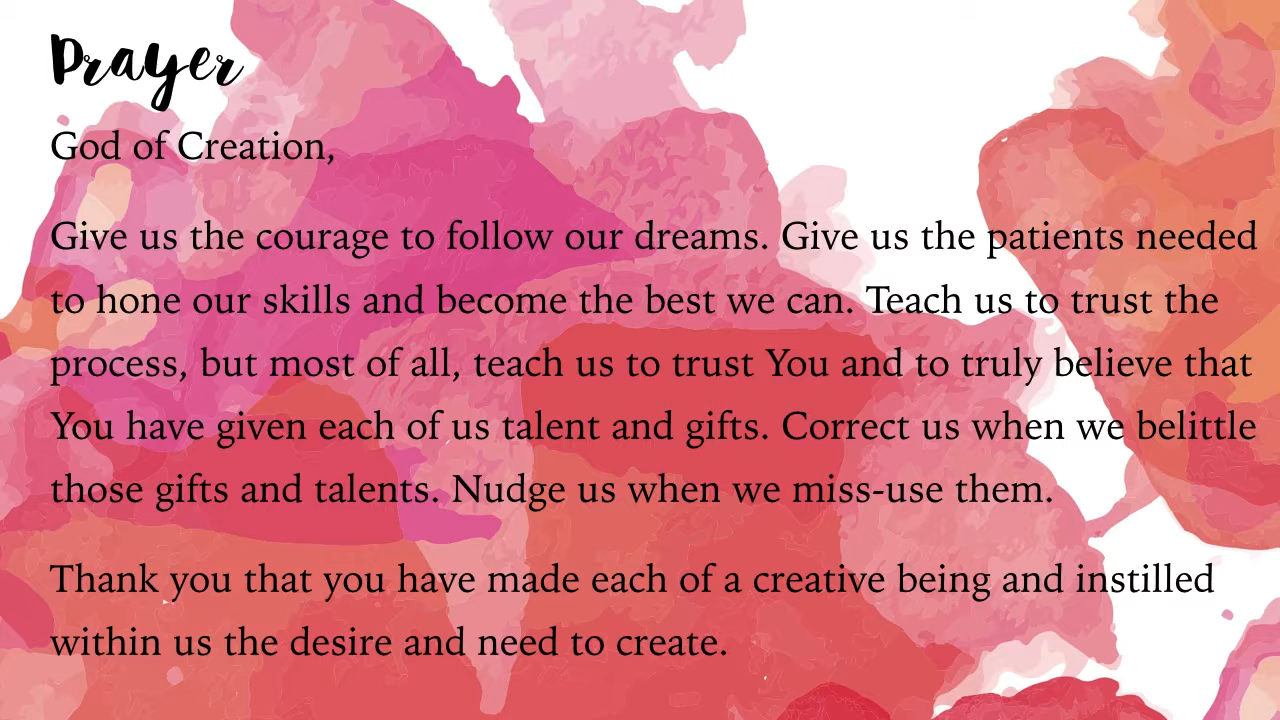 Prayer
God of Creation,
Give us the courage to follow our dreams. Give us the patients needed
to hone our skills and become the best we can. Teach us to trust the
process, but most of all, teach us to trust You and to truly believe that
You have given each of us talent and gifts. Correct us when we belittle
those gifts and talents. Nudge us when we miss-use them.
Thank you that you have made each of a creative being and instilled
within us the desire and need to create.